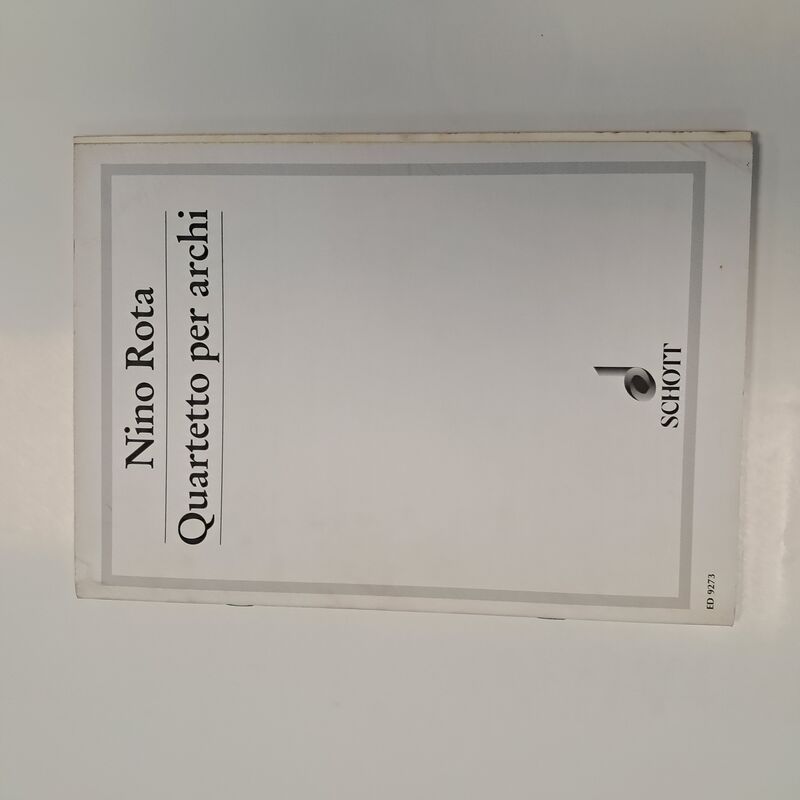 Nino Rota
Quartetto per archi
SCHOTT
ED 9273